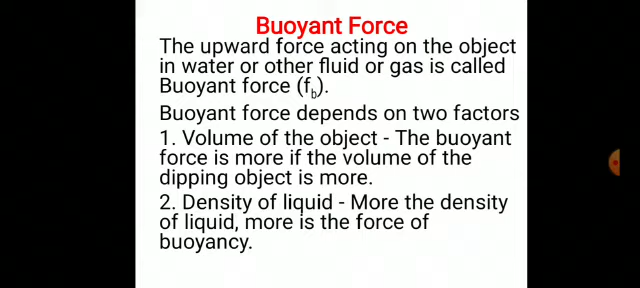 Buoyant Force
The upward force acting on the object
in water or other fluid or gas is called
Buoyant force (fb).
Buoyant force depends on two factors
1. Volume of the object - The buoyant
force is more if the volume of the
dipping object is more.
2. Density of liquid - More the density
of liquid, more is the force of
buoyancy.